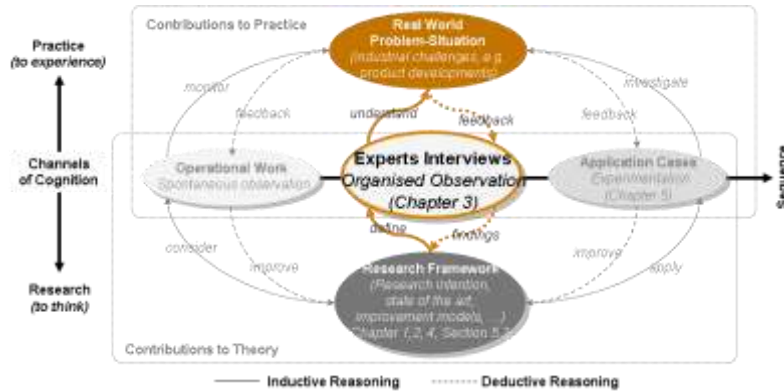 Contributions to Practice
Real World
Problem-Situation
(Industrial challenges, e.g.
product developments)
Practice
(to experience)
monitor
feedback
understand
feedback
feedback
investigate
Channels
of Cognition
Operational Work
Spontaneous observation
Experts Interviews
Organised Observation
(Chapter 3)
Application Cases
Experimentation
(Chapter 5)
Sequence
consider
improve
define
findings
improve
apply
Research
(to think)
Research Framework
(Research intention,
state of the art,
improvement models, ...)
Chapter 1,2, 4, Section 5.2
Contributions to Theory
Inductive Reasoning
Deductive Reasoning